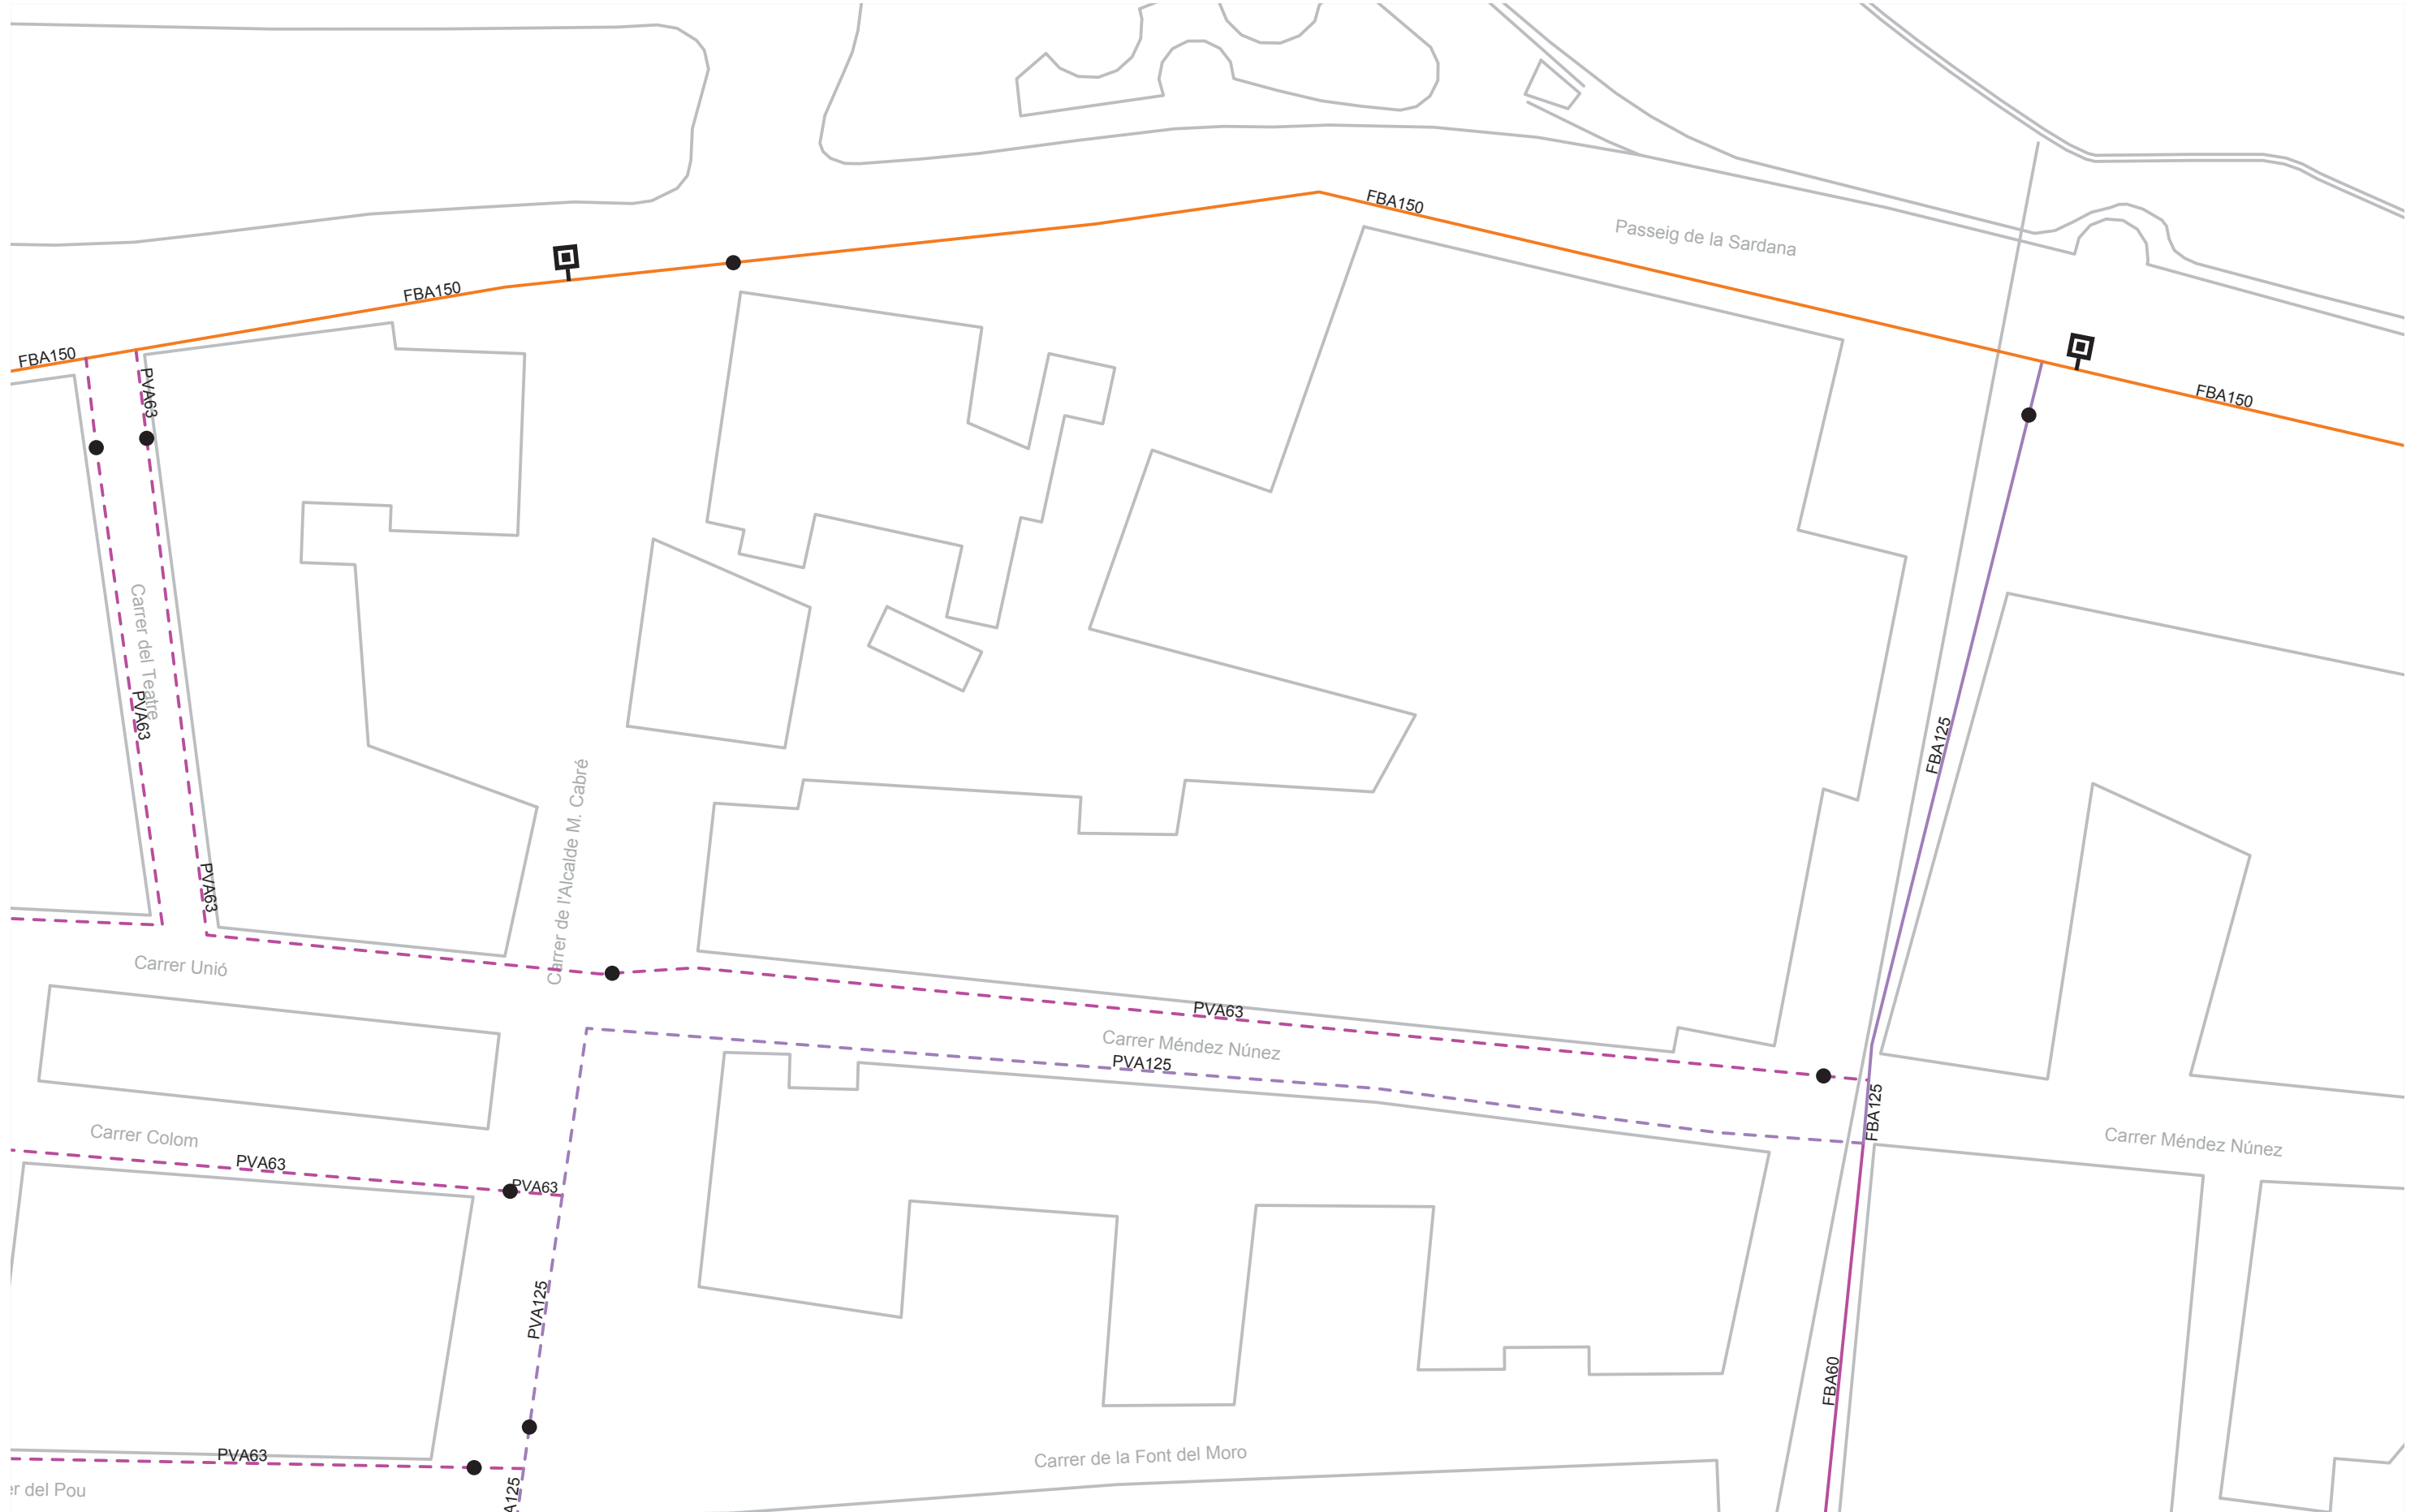 FBA150
Passeig de la Sardana
FBA150
FBA150
FBA150
PVA63
Carrer del Teatre
PVA63
FBA125
Carrer de l'Alcalde M. Cabré
PVA63
Carrer Unió
PVA63
Carrer Méndez Núnez
PVA125
FBA125
Carrer Colom
Carrer Méndez Núnez
PVA63
PVA63
PVA125
FBA60
PVA63
Carrer de la Font del Moro
er del Pou
A125